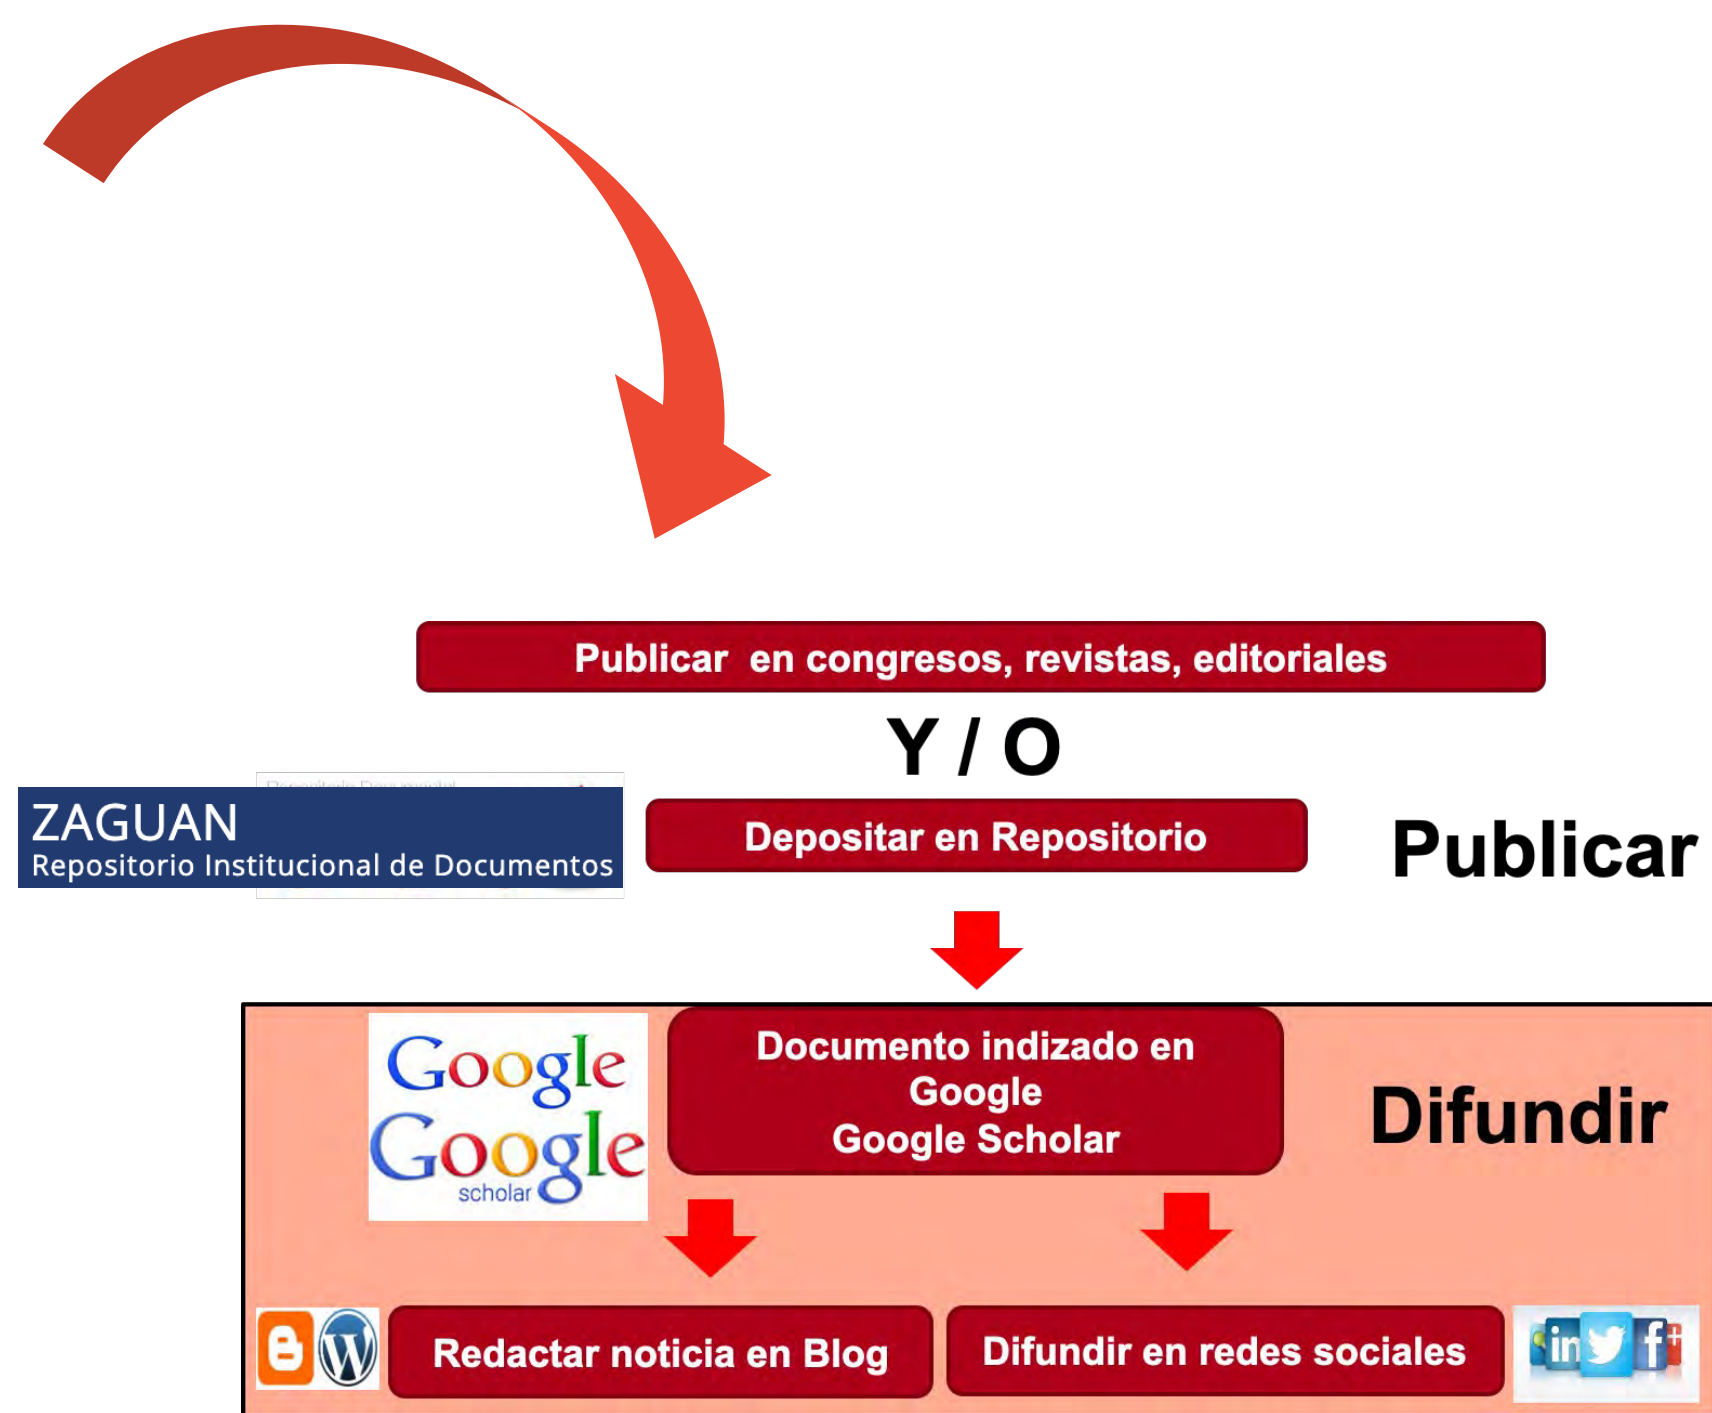 Publicar en congresos, revistas, editoriales
Y / O
ZAGUAN
Repositorio Institucional de Documentos
Depositar en Repositorio
Publicar
Google
Google
scholar
Documento indizado en
Google
Google Scholar
Difundir
Redactar noticia en Blog
Difundir en redes sociales
in
f